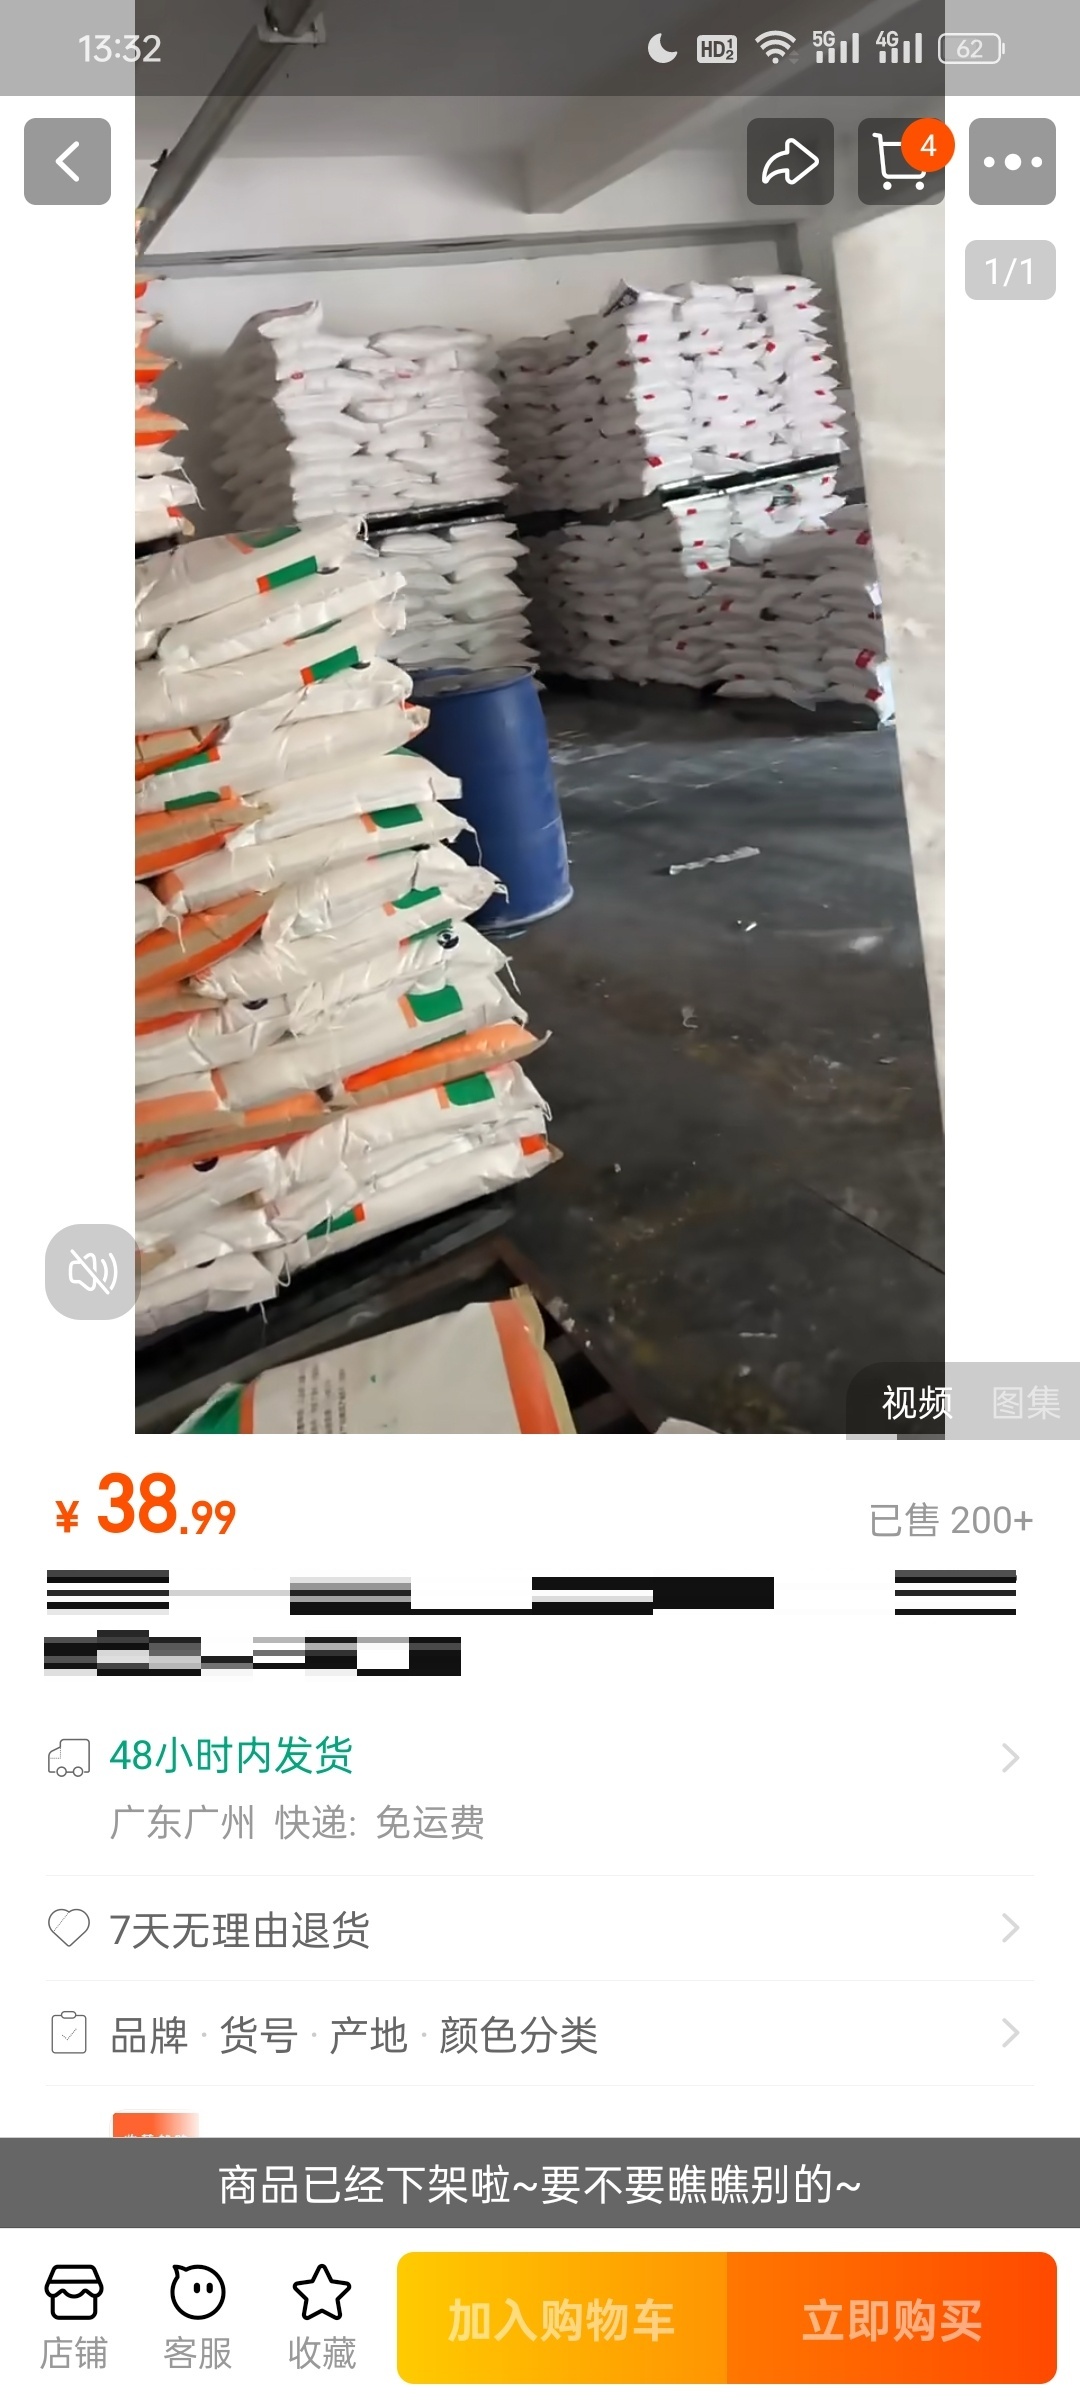 13:32
HD 1 2
5G
4G
62
4
1/1
视频 图集
¥ 38.99
已售 200+
48小时内发货
广东广州 快递: 免运费
7天无理由退货
品牌 · 货号 · 产地 · 颜色分类
商品已经下架啦~要不要瞧瞧别的~
店铺
客服
收藏
加入购物车
立即购买